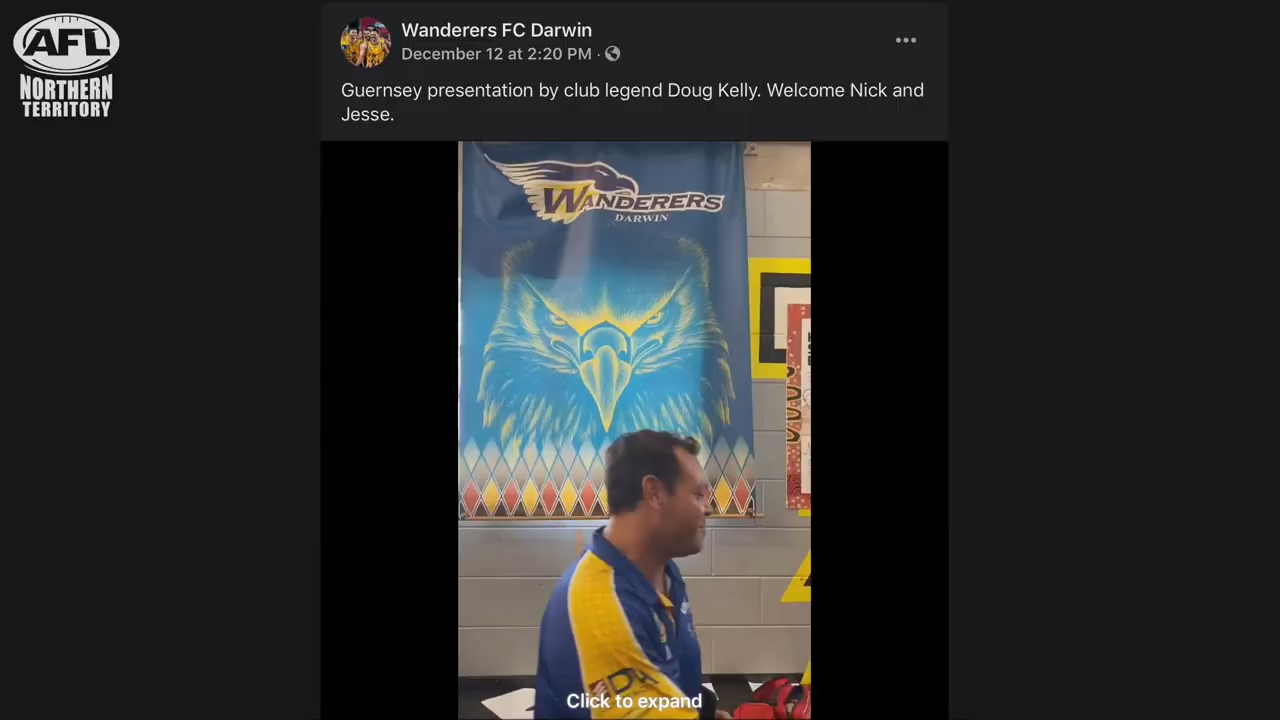 AFL
NORTHERN
TERRITORY
Wanderers FC Darwin
December 12 at 2:20 PM ·
Guernsey presentation by club legend Doug Kelly. Welcome Nick and
Jesse.
WANDERERS
DARWIN
Click to expand